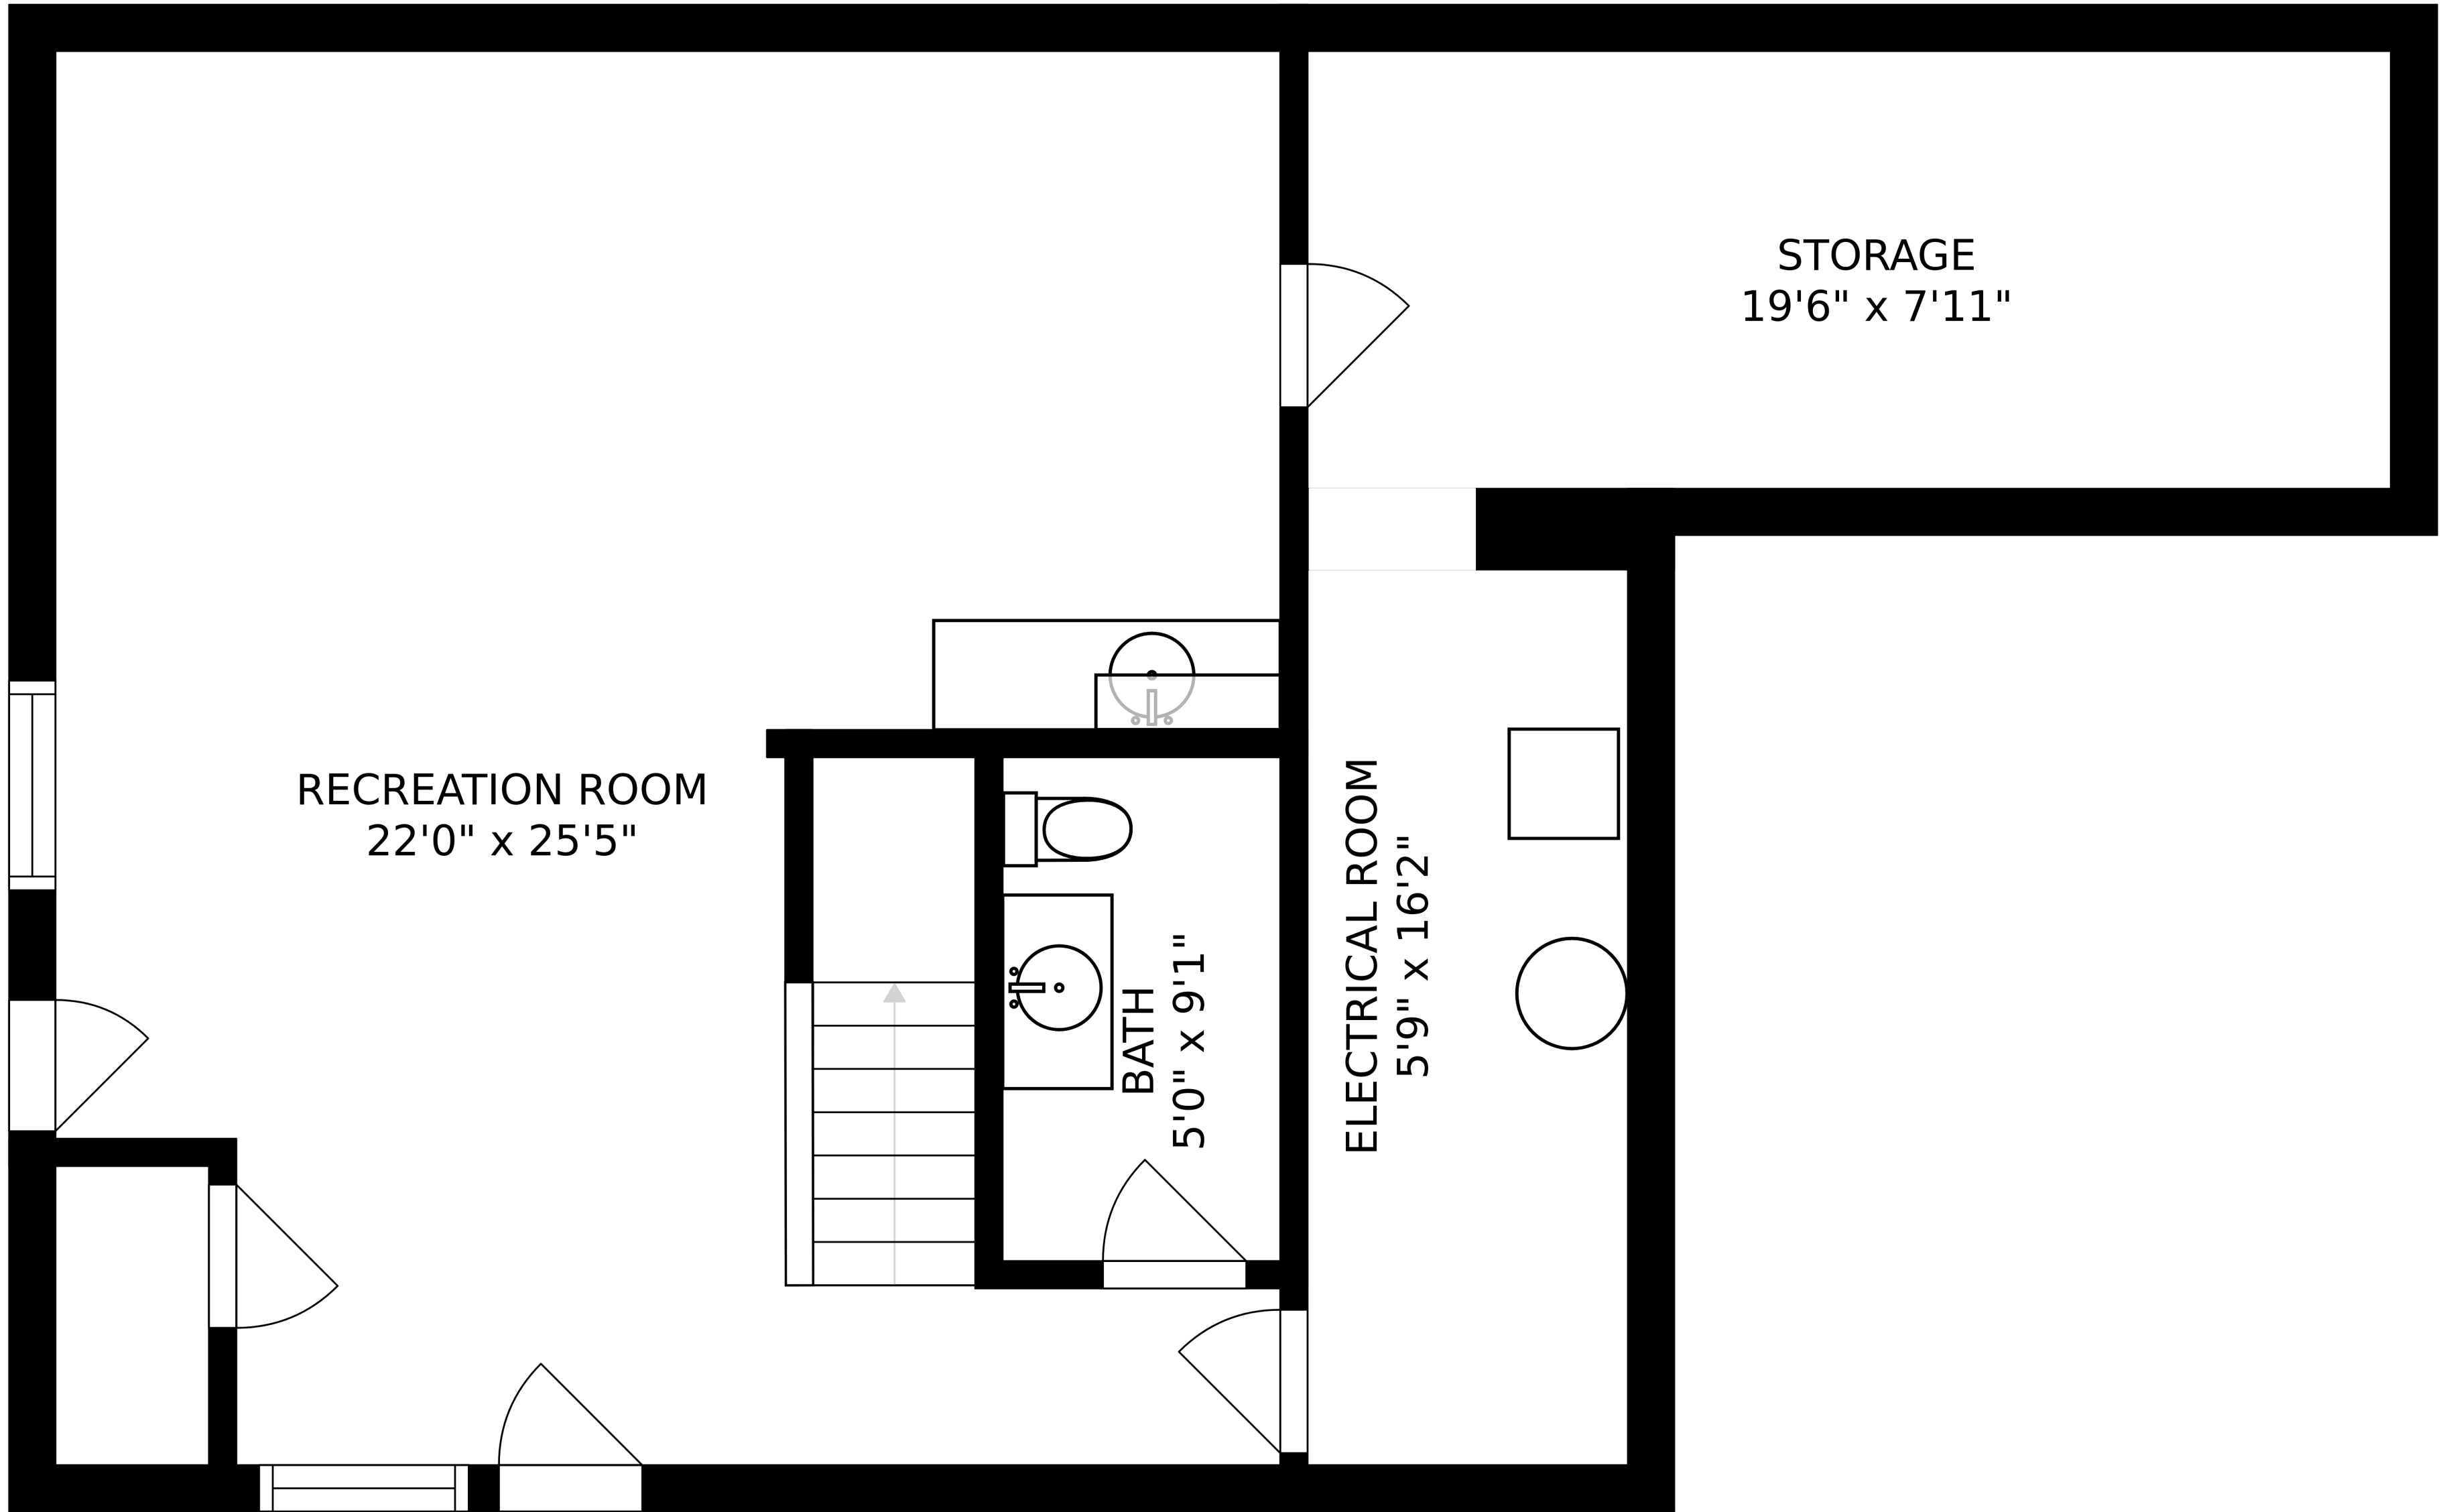 STORAGE
19'6" x 7'11"
RECREATION ROOM
22'0" x 25'5"
BATH
5'0" x 9'1"
ELECTRICAL ROOM
5'9" x 16'2"